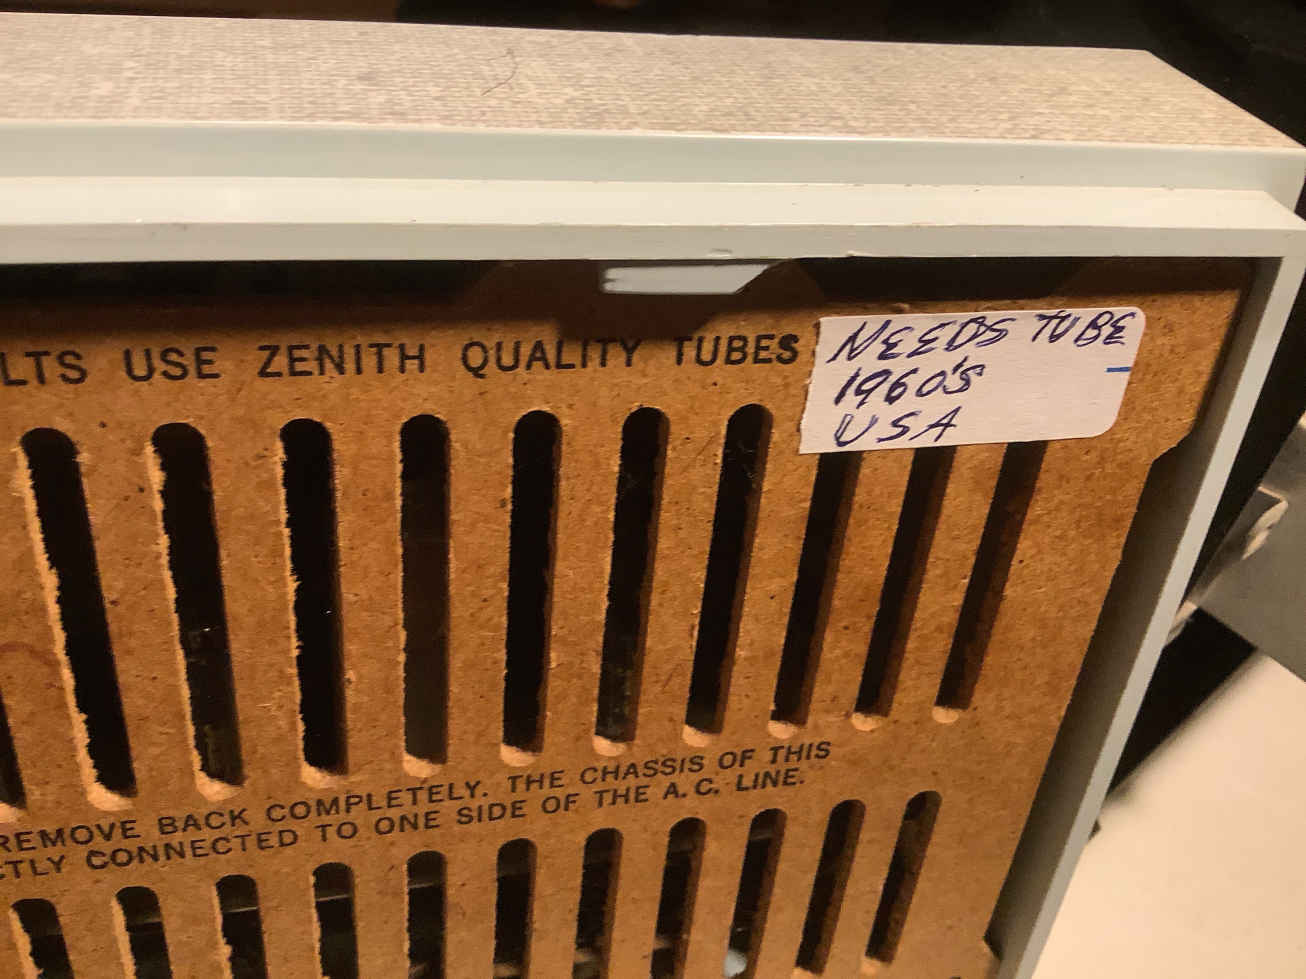 LTS USE ZENITH QUALITY TUBES
NEEDS TUBE
1960'S
USA
REMOVE BACK COMPLETELY. THE CHASSIS OF THIS
CTLY CONNECTED TO ONE SIDE OF THE A.C. LINE.